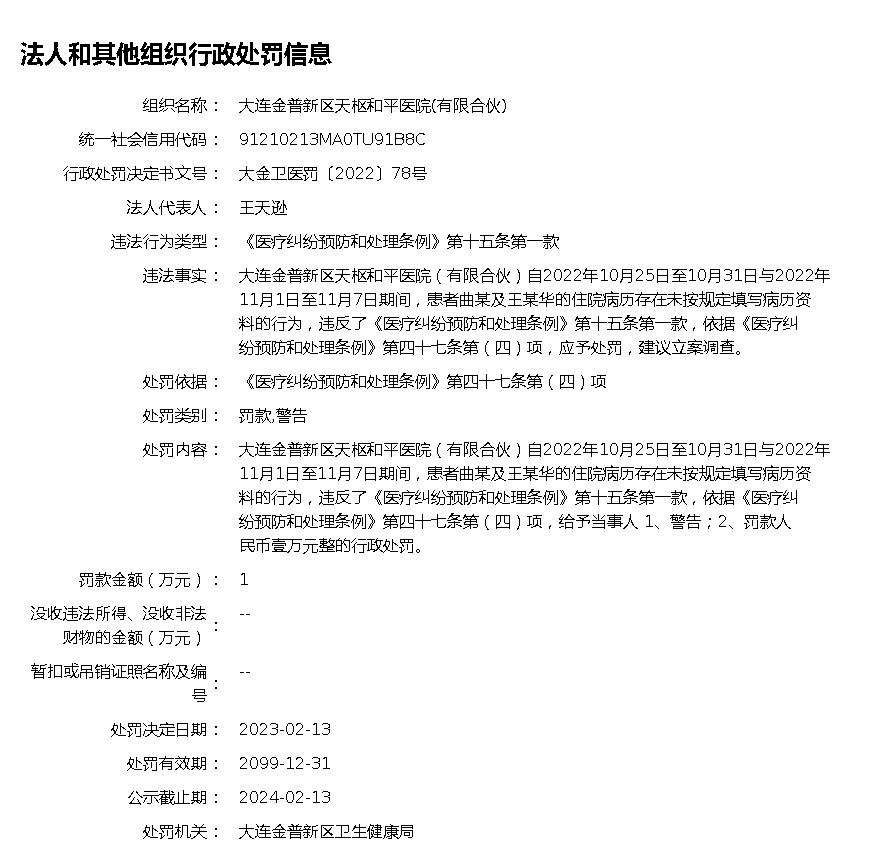 法人和其他组织行政处罚信息
组织名称： 大连金普新区天枢和平医院(有限合伙)
统一社会信用代码： 91210213MA0TU91B8C
行政处罚决定书文号： 大金卫医罚〔2022〕78号
法人代表人： 王天逊
违法行为类型： 《医疗纠纷预防和处理条例》第十五条第一款
违法事实： 大连金普新区天枢和平医院（有限合伙）自2022年10月25日至10月31日与2022年
11月1日至11月7日期间，患者曲某及王某华的住院病历存在未按规定填写病历资
料的行为，违反了《医疗纠纷预防和处理条例》第十五条第一款，依据《医疗纠
纷预防和处理条例》第四十七条第（四）项，应予处罚，建议立案调查。
处罚依据： 《医疗纠纷预防和处理条例》第四十七条第（四）项
处罚类别： 罚款,警告
处罚内容： 大连金普新区天枢和平医院（有限合伙）自2022年10月25日至10月31日与2022年
11月1日至11月7日期间，患者曲某及王某华的住院病历存在未按规定填写病历资
料的行为，违反了《医疗纠纷预防和处理条例》第十五条第一款，依据《医疗纠
纷预防和处理条例》第四十七条第（四）项，给予当事人 1、警告；2、罚款人
民币壹万元整的行政处罚。
罚款金额（万元）： 1
没收违法所得、没收非法
财物的金额（万元）： --
暂扣或吊销证照名称及编
号： --
处罚决定日期： 2023-02-13
处罚有效期： 2099-12-31
公示截止期： 2024-02-13
处罚机关： 大连金普新区卫生健康局